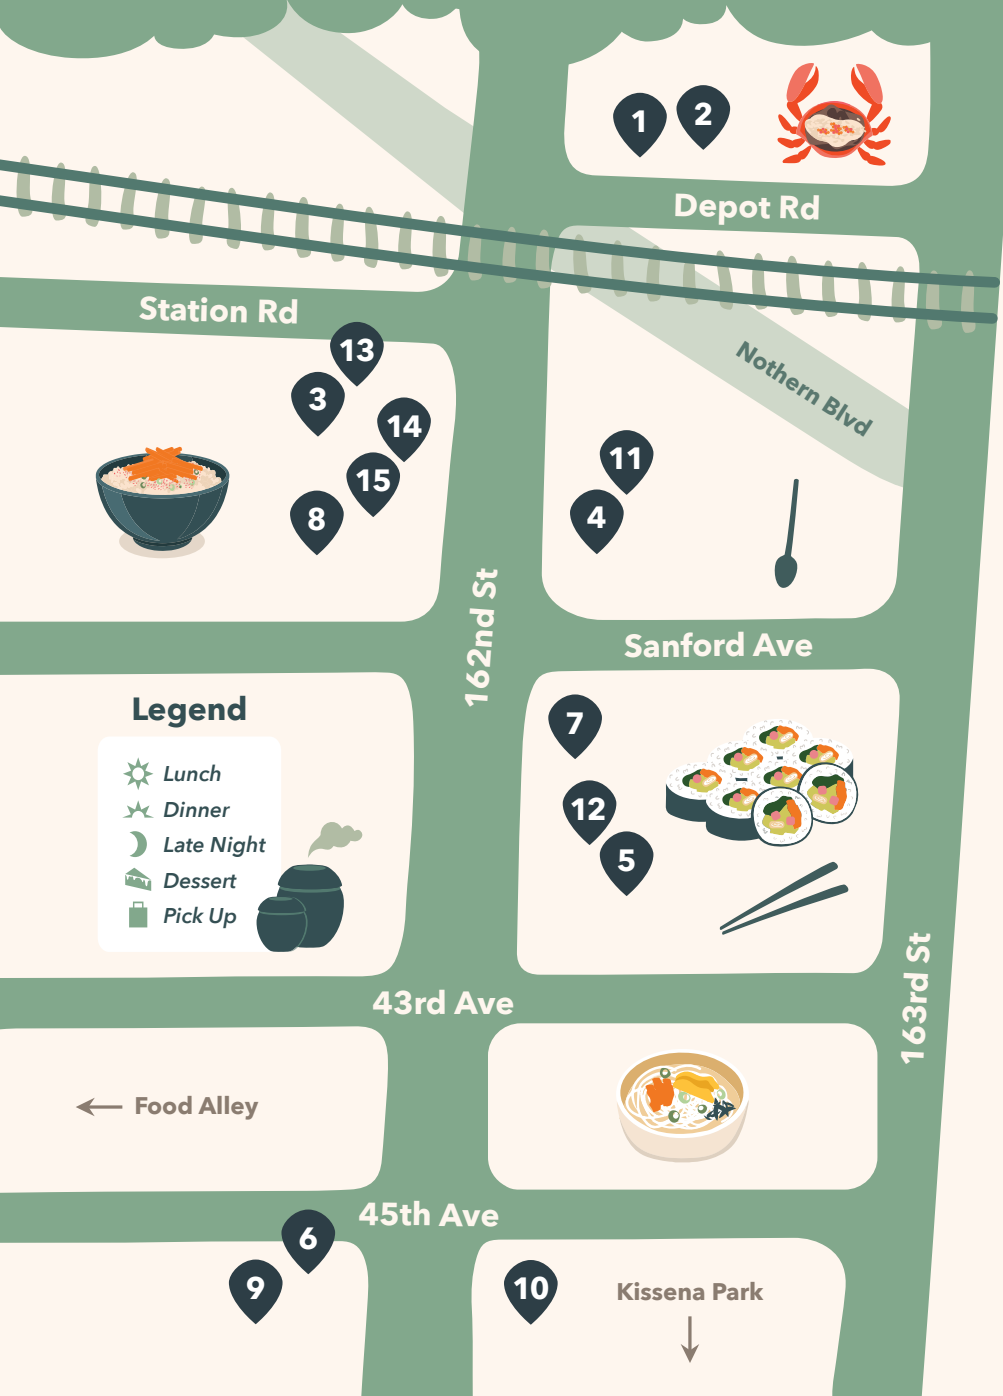 1
2
Depot Rd
Station Rd
13
3
14
15
8
Nothern Blvd
11
4
162nd St
Sanford Ave
Legend
Lunch
Dinner
Late Night
Dessert
Pick Up
7
12
5
163rd St
43rd Ave
Food Alley
45th Ave
6
9
10
Kissena Park